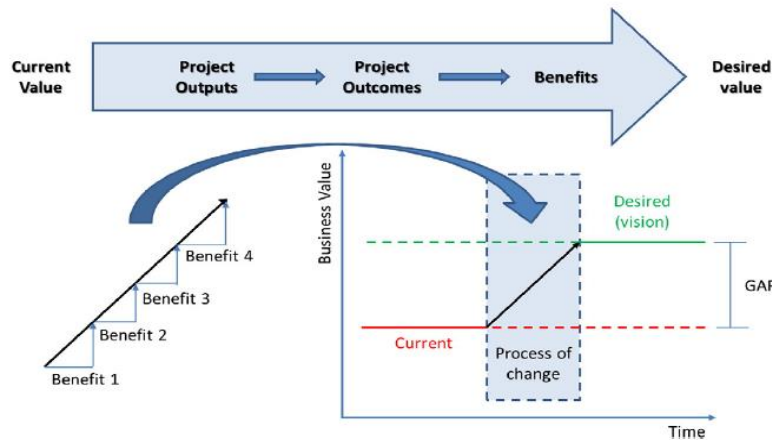 Current
Value
Project
Outputs
Project
Outcomes
Benefits
Desired
value
Benefit 4
Benefit 3
Benefit 2
Benefit 1
Business Value
Desired
(vision)
GAP
Current
Process of
change
Time